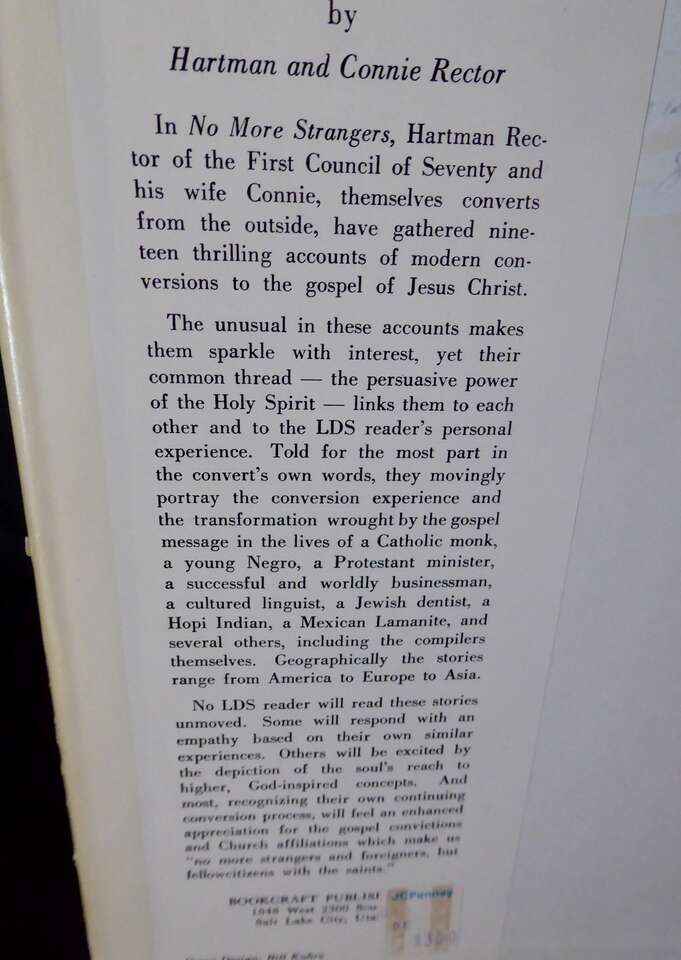 by
Hartman and Connie Rector
In No More Strangers, Hartman Rec-
tor of the First Council of Seventy and
his wife Connie, themselves converts
from the outside, have gathered nine-
teen thrilling accounts of modern con-
versions to the gospel of Jesus Christ.
The unusual in these accounts makes
them sparkle with interest, yet their
common thread — the persuasive power
of the Holy Spirit — links them to each
other and to the LDS reader's personal
experience. Told for the most part in
the convert's own words, they movingly
portray the conversion experience and
the transformation wrought by the gospel
message in the lives of a Catholic monk,
a young Negro, a Protestant minister,
a successful and worldly businessman,
a cultured linguist, a Jewish dentist, a
Hopi Indian, a Mexican Lamanite, and
several others, including the compilers
themselves. Geographically the stories
range from America to Europe to Asia.
No LDS reader will read these stories
unmoved. Some will respond with an
empathy based on their own similar
experiences. Others will be excited by
the depiction of the soul's reach to
higher, God-inspired concepts. And
most, recognizing their own continuing
conversion process, will feel an enhanced
appreciation for the gospel convictions
and Church affiliations which make us
"no more strangers and foreigners, but
fellowcitizens with the saints."
BOOKCRAFT PUBLISH
JCPenney
1848 West 2300 Sou
Salt Lake City, Uta